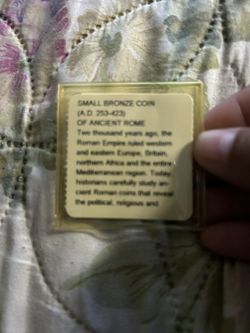 SMALL BRONZE COIN
(A.D. 253-423)
OF ANCIENT ROME
Two thousand years ago, the
Roman Empire ruled western
and eastern Europe, Britain,
northern Africa and the entire
Mediterranean region. Today
historians carefully study an-
cient Roman coins that reveal
the political, religious and